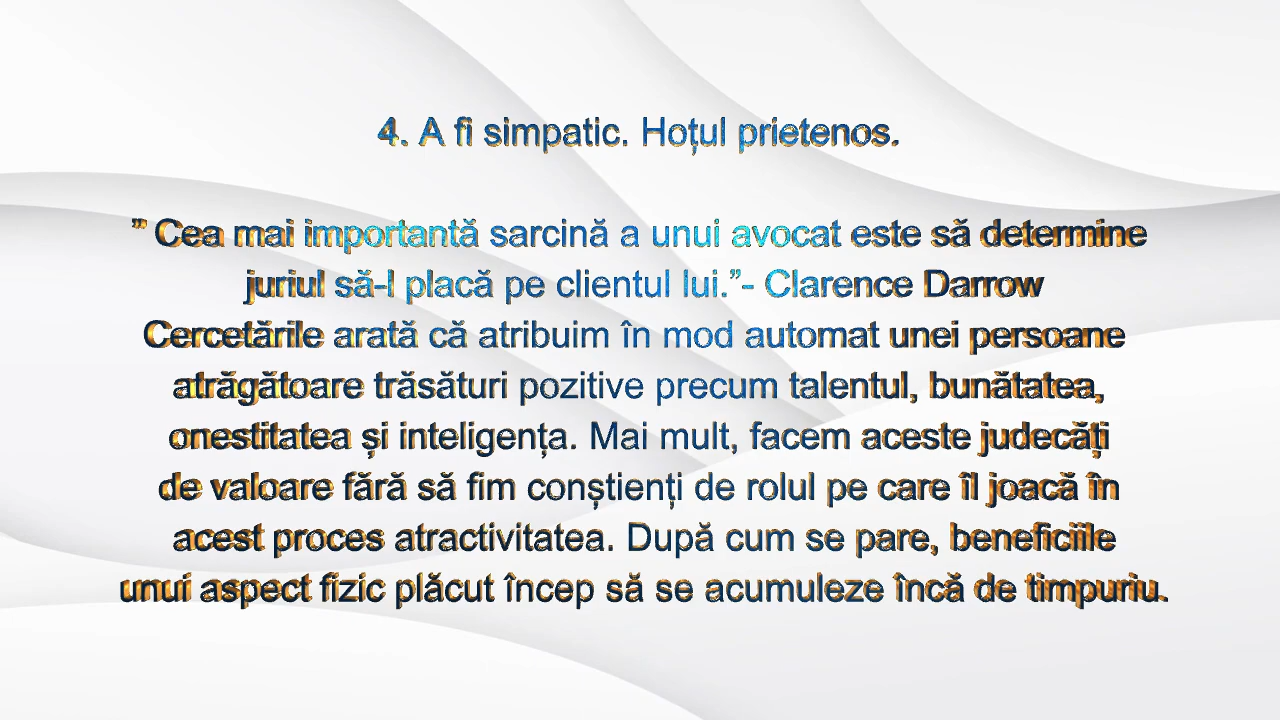 4. A fi simpatic. Hoțul prietenos.
” Cea mai importantă sarcină a unui avocat este să determine
juriul să-l placă pe clientul lui.”- Clarence Darrow
Cercetările arată că atribuim în mod automat unei persoane
atrăgătoare trăsături pozitive precum talentul, bunătatea,
onestitatea și inteligența. Mai mult, facem aceste judecăți
de valoare fără să fim conștienți de rolul pe care îl joacă în
acest proces atractivitatea. După cum se pare, beneficiile
unui aspect fizic plăcut încep să se acumuleze încă de timpuriu.